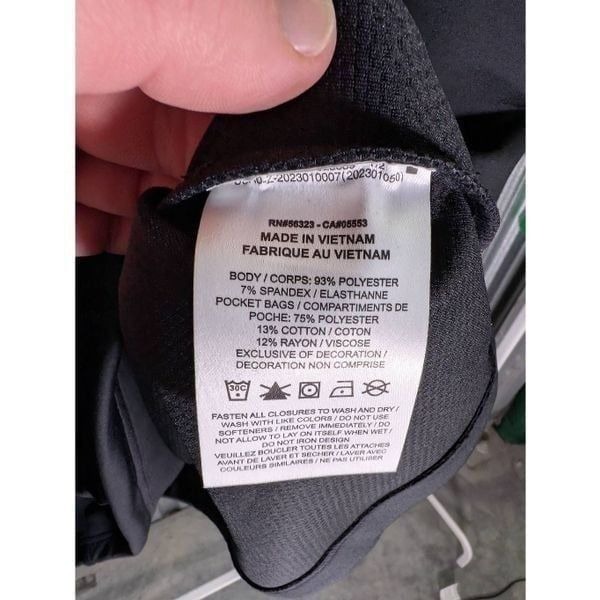 2023010007(20230105
RN#56323 - CA#05553
MADE IN VIETNAM
FABRIQUE AU VIETNAM
BODY / CORPS: 93% POLYESTER
7% SPANDEX / ELASTHANNE
POCKET BAGS / COMPARTIMENTS DE
POCHE: 75% POLYESTER
13% COTTON / COTON
12% RAYON / VISCOSE
EXCLUSIVE OF DECORATION /
DECORATION NON COMPRISE
30C
FASTEN ALL CLOSURES TO WASH AND DRY /
WASH WITH LIKE COLORS / DO NOT USE
SOFTENERS / REMOVE IMMEDIATELY / DO
NOT ALLOW TO LAY ON ITSELF WHEN WET /
DO NOT IRON DESIGN
VEUILLEZ BOUCLER TOUTES LES ATTACHES
AVANT DE LAVER ET SECHER / LAVER AVEC
COULEURS SIMILAIRES / NE PAS UTILISER